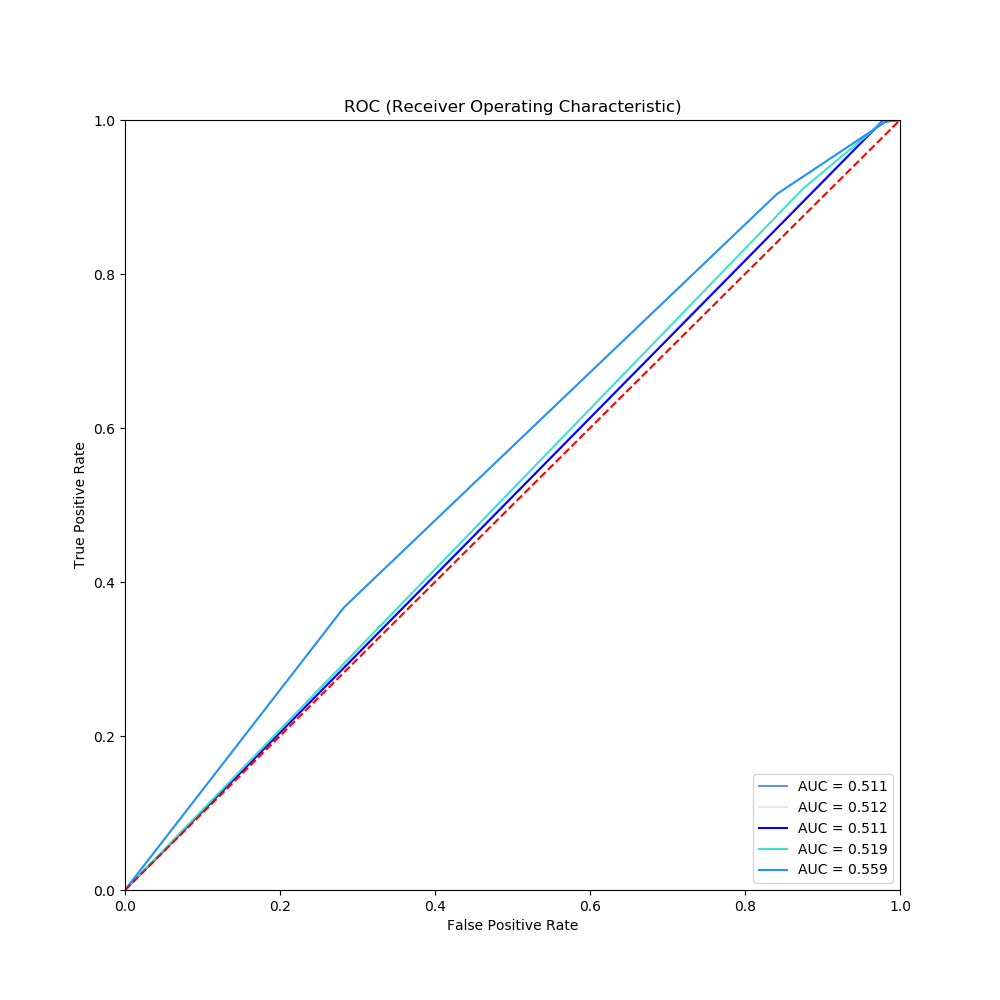 ROC (Receiver Operating Characteristic)
1.0
0.8
0.6
0.4
0.2
0.0
True Positive Rate
0.0 0.2 0.4 0.6 0.8 1.0
False Positive Rate
AUC = 0.511
AUC = 0.512
AUC = 0.511
AUC = 0.519
AUC = 0.559